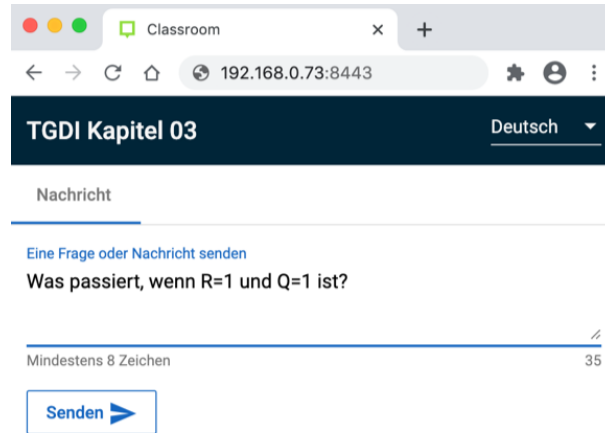 Classroom
192.168.0.73:8443
TGDI Kapitel 03
Deutsch
Nachricht
Eine Frage oder Nachricht senden
Was passiert, wenn R=1 und Q=1 ist?
Mindestens 8 Zeichen
35
Senden